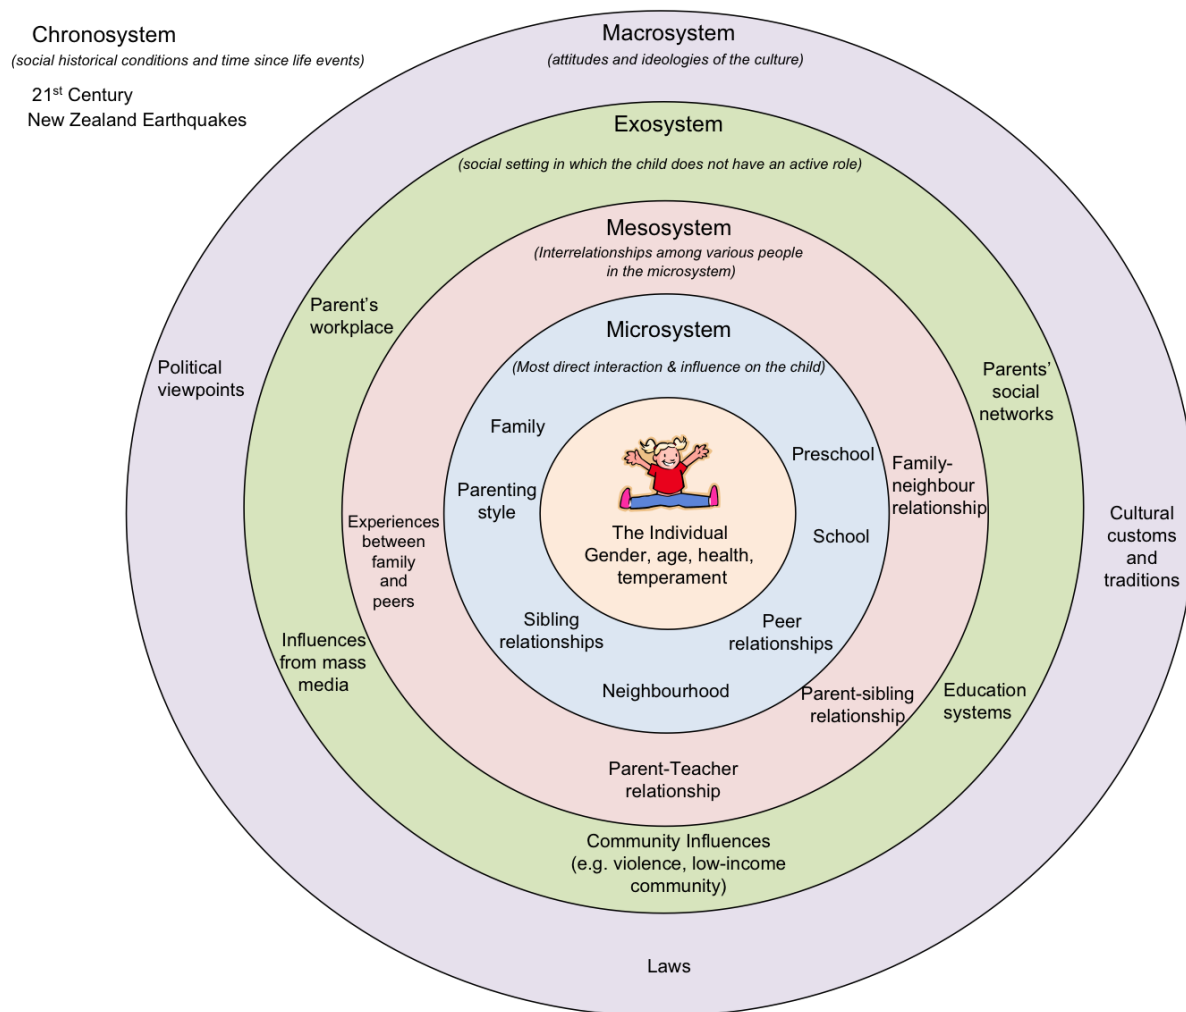 Chronosystem
(social historical conditions and time since life events)
21st Century
New Zealand Earthquakes
Macrosystem
(attitudes and ideologies of the culture)
Exosystem
(social setting in which the child does not have an active role)
Mesosystem
(Interrelationships among various people
in the microsystem)
Microsystem
(Most direct interaction & influence on the child)
Parent's
workplace
Political
viewpoints
Parents'
social
networks
Family
Preschool
Family-
neighbour
relationship
Parenting
style
School
The Individual
Gender, age, health,
temperament
Experiences
between
family
and
peers
Cultural
customs
and
traditions
Sibling
relationships
Peer
relationships
Influences
from mass
media
Neighbourhood
Parent-sibling
relationship
Education
systems
Parent-Teacher
relationship
Community Influences
(e.g. violence, low-income
community)
Laws